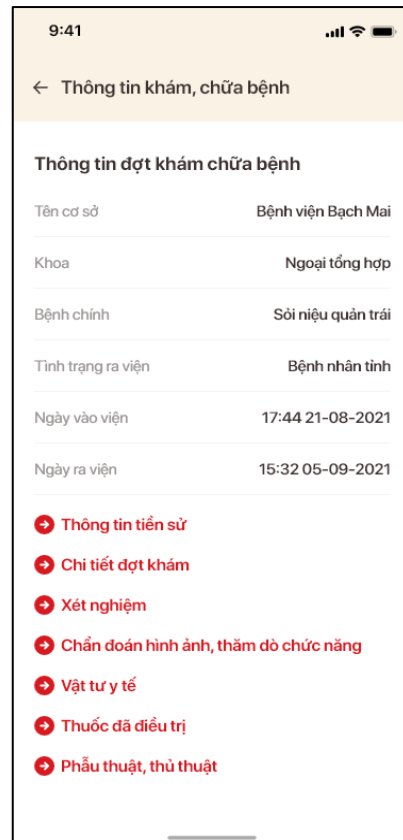 9:41
Thông tin khám, chữa bệnh
Thông tin đợt khám chữa bệnh
Tên cơ sở Bệnh viện Bạch Mai
Khoa Ngoại tổng hợp
Bệnh chính Sỏi niệu quản trái
Tình trạng ra viện Bệnh nhân tỉnh
Ngày vào viện 17:44 21-08-2021
Ngày ra viện 15:32 05-09-2021
Thông tin tiền sử
Chi tiết đợt khám
Xét nghiệm
Chẩn đoán hình ảnh, thăm dò chức năng
Vật tư y tế
Thuốc đã điều trị
Phẫu thuật, thủ thuật